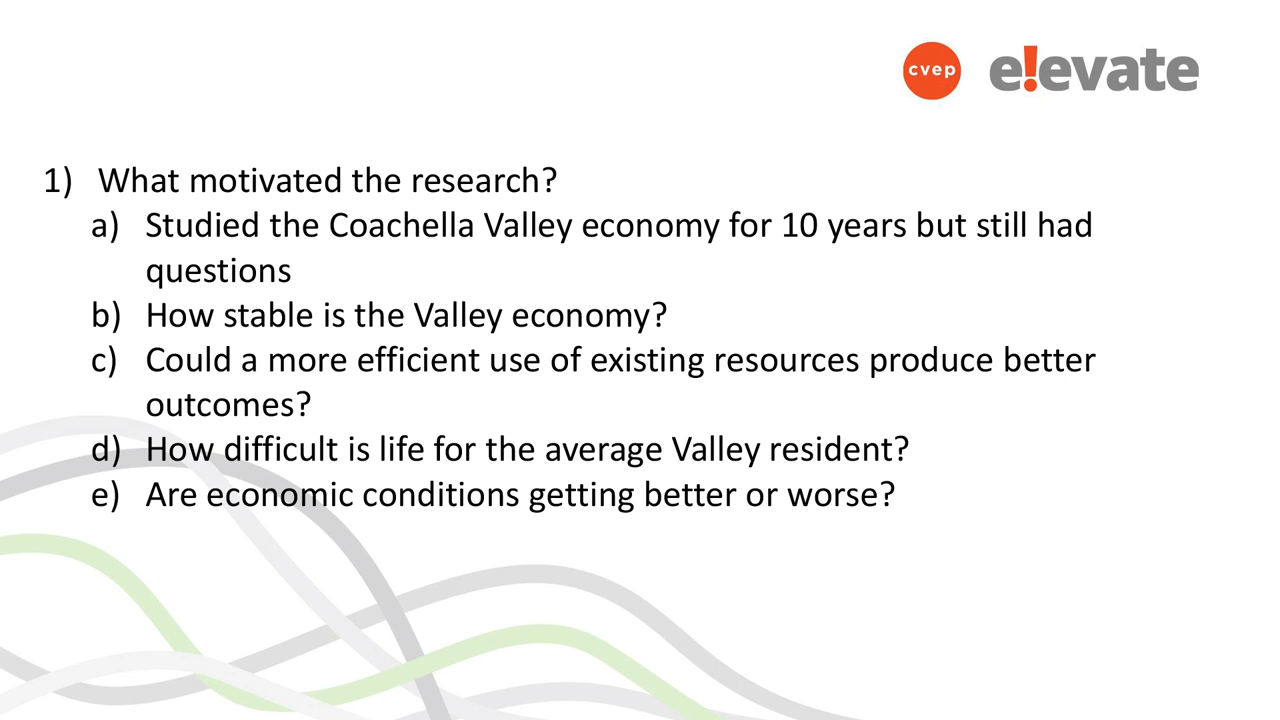 cvep e!evate
1) What motivated the research?
a) Studied the Coachella Valley economy for 10 years but still had
questions
b) How stable is the Valley economy?
c) Could a more efficient use of existing resources produce better
outcomes?
d) How difficult is life for the average Valley resident?
e) Are economic conditions getting better or worse?